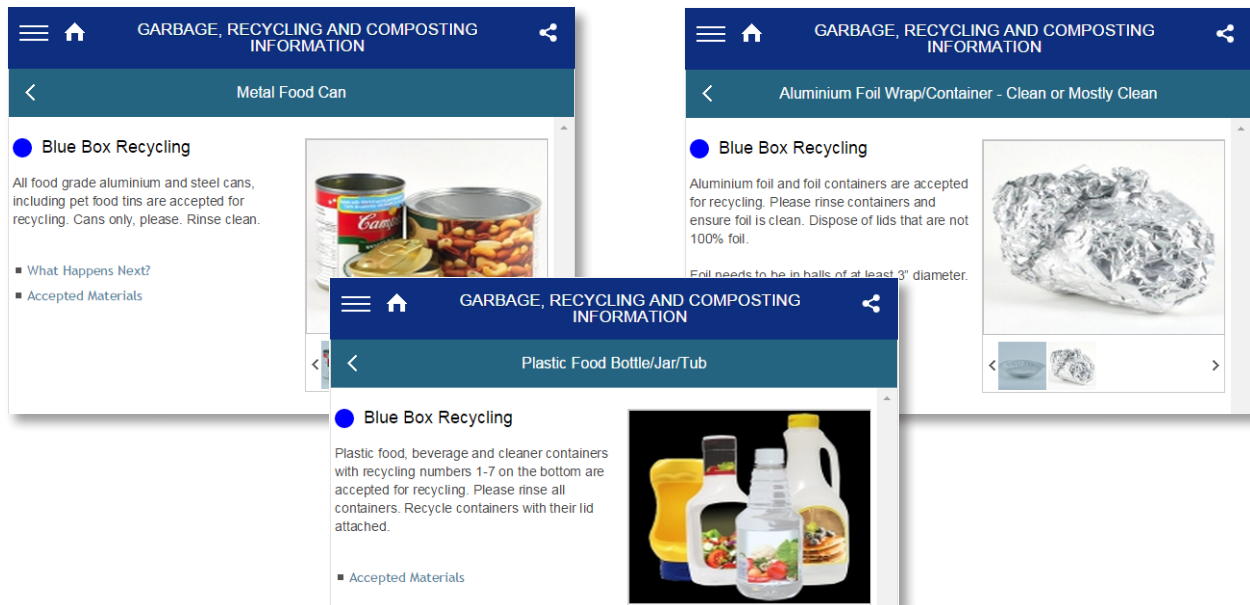 GARBAGE, RECYCLING AND COMPOSTING
INFORMATION
Metal Food Can
Blue Box Recycling
All food grade aluminium and steel cans,
including pet food tins are accepted for
recycling. Cans only, please. Rinse clean.
What Happens Next?
Accepted Materials
GARBAGE, RECYCLING AND COMPOSTING
INFORMATION
Aluminium Foil Wrap/Container - Clean or Mostly Clean
Blue Box Recycling
Aluminium foil and foil containers are accepted
for recycling. Please rinse containers and
ensure foil is clean. Dispose of lids that are not
100% foil.
Foil needs to be in balls of at least 3" diameter.
GARBAGE, RECYCLING AND COMPOSTING
INFORMATION
Plastic Food Bottle/Jar/Tub
Blue Box Recycling
Plastic food, beverage and cleaner containers
with recycling numbers 1-7 on the bottom are
accepted for recycling. Please rinse all
containers. Recycle containers with their lid
attached.
Accepted Materials